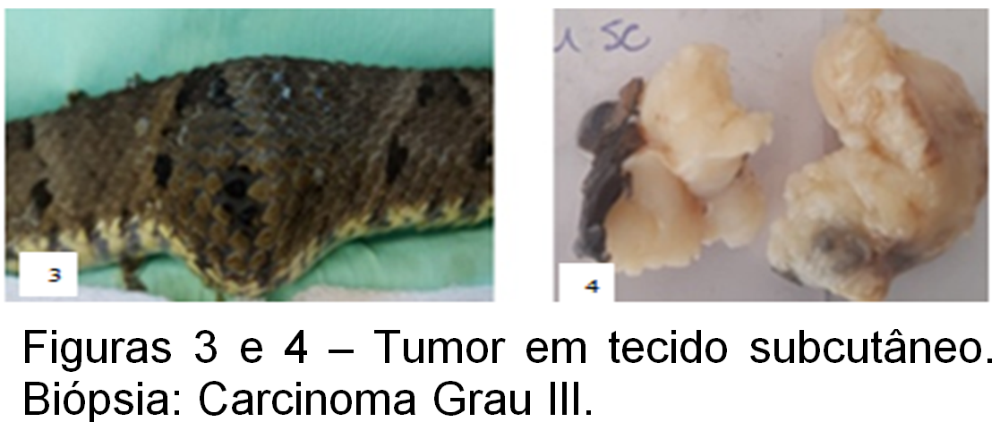 1 SC
3
4
Figuras 3 e 4 – Tumor em tecido subcutâneo.
Biópsia: Carcinoma Grau III.